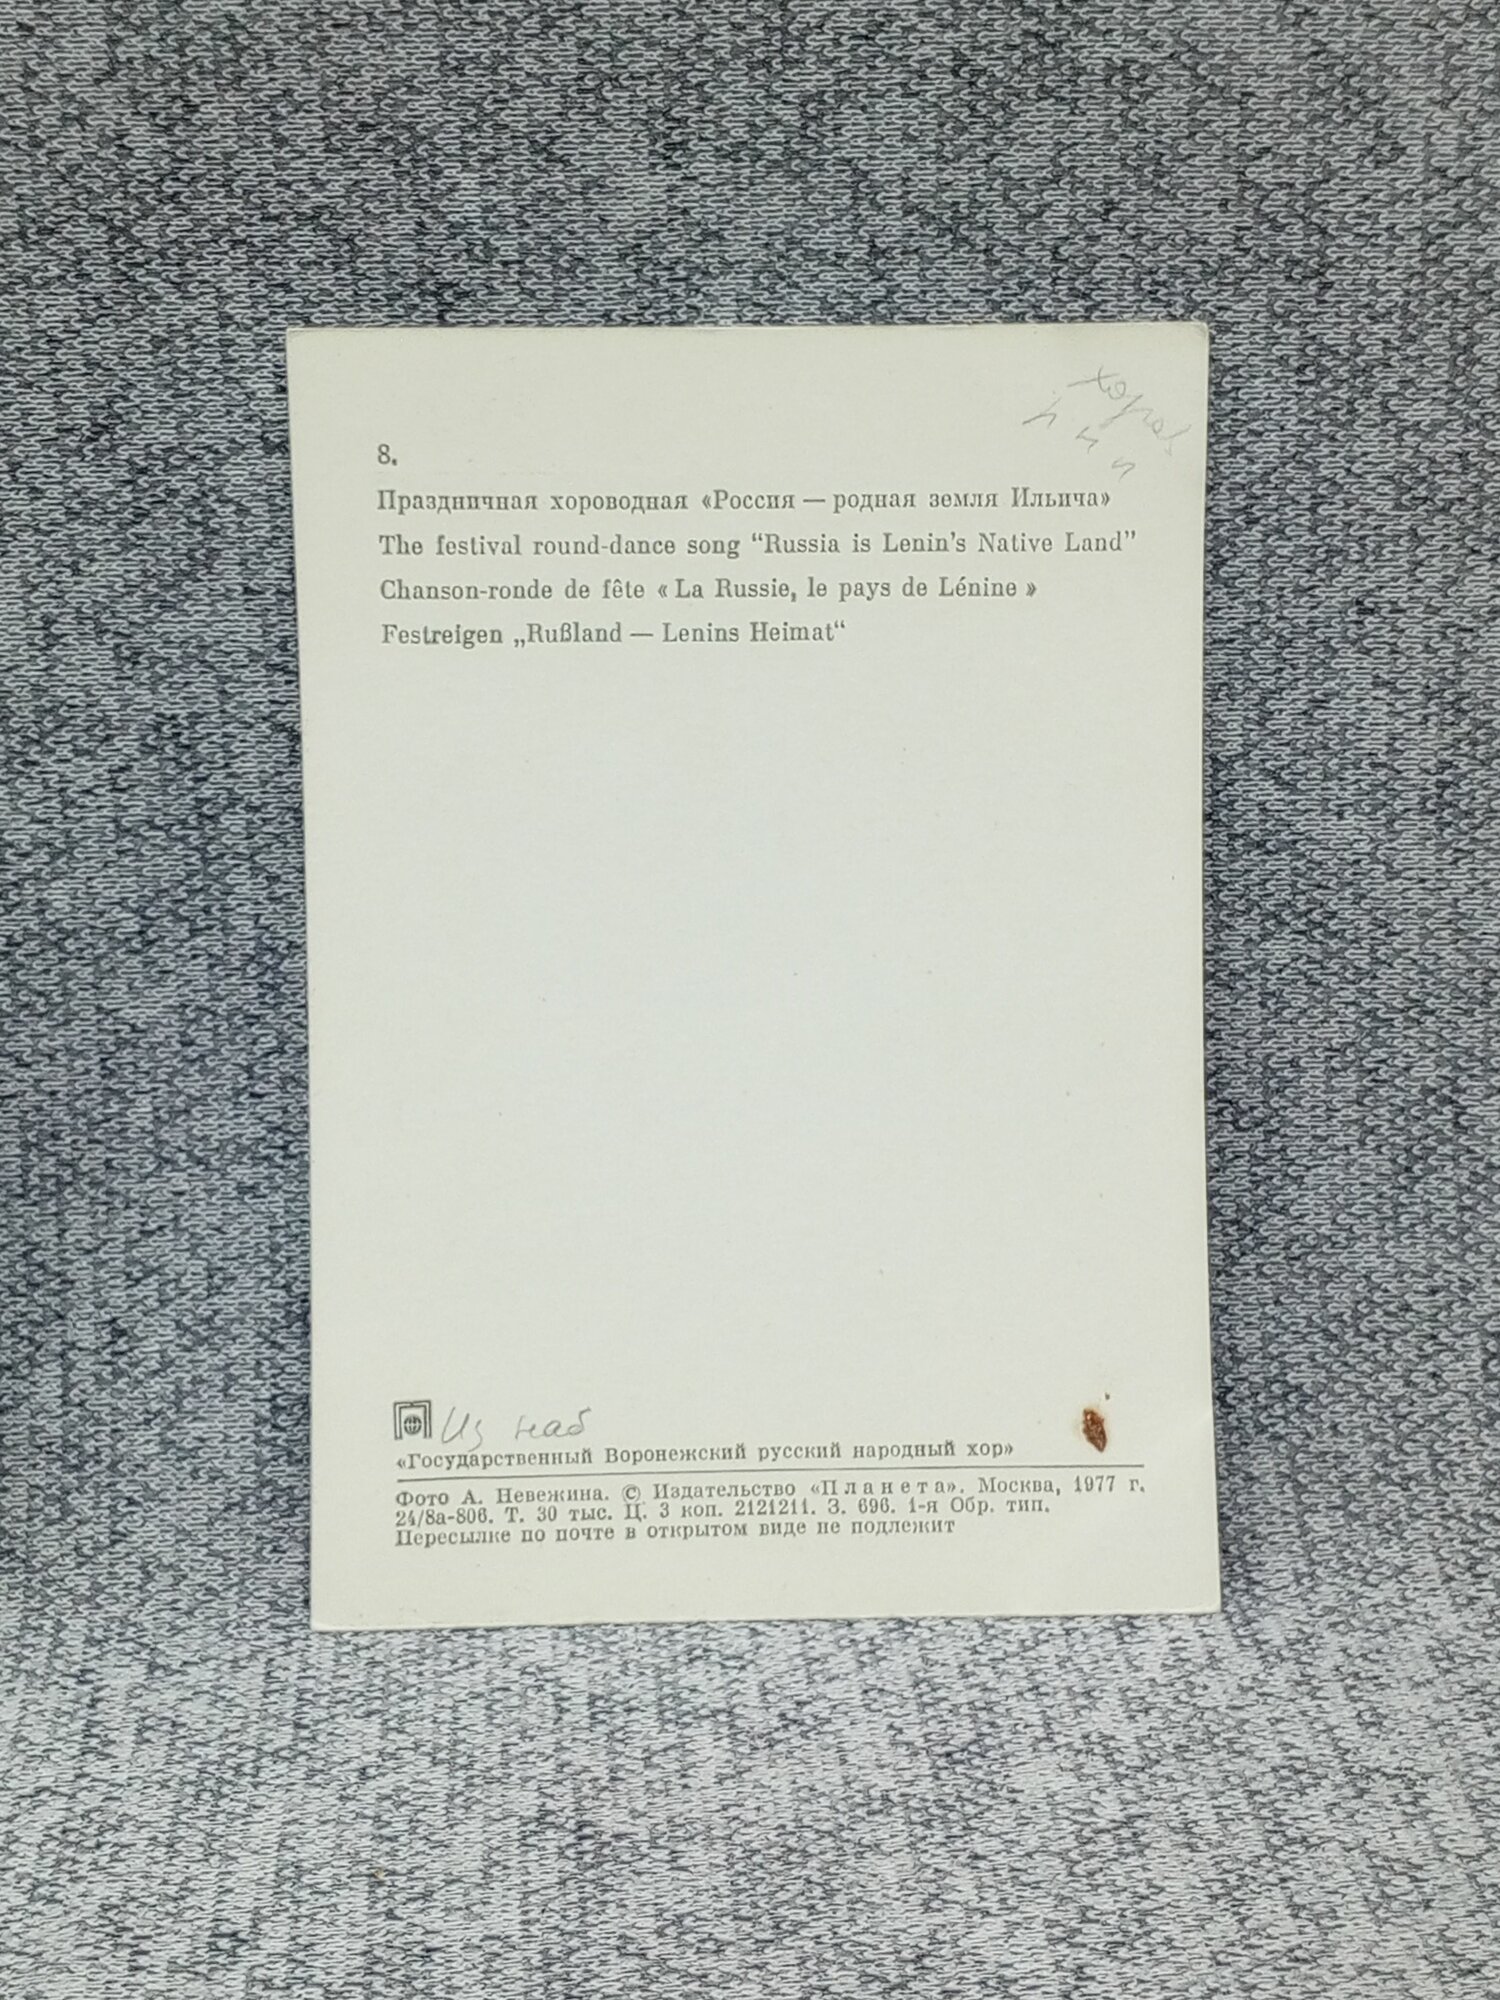 8.
Праздничная хороводная «Россия — родная земля Ильича»
The festival round-dance song “Russia is Lenin’s Native Land”
Chanson-ronde de fête « La Russie, le pays de Lénine »
Festreigen „Rußland — Lenins Heimat“
Из наб
«Государственный Воронежский русский народный хор»
Фото А. Невежина. © Издательство «Планета». Москва, 1977 г.
24/8а-806. Т. 30 тыс. Ц. 3 коп. 2121211. З. 696. 1-я Обр. тип.
Пересылке по почте в открытом виде не подлежит